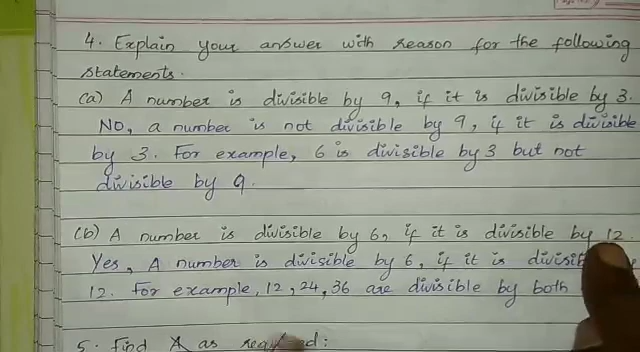 4. Explain your answer with reason for the following
statements.
(a) A number is divisible by 9, if it is divisible by 3.
No, a number is not divisible by 9, if it is divisible
by 3. For example, 6 is divisible by 3 but not
divisible by 9.
(b) A number is divisible by 6, if it is divisible by 12.
Yes, A number is divisible by 6, if it is
12. For example, 12, 24, 36 are divisible by both
5. Find as